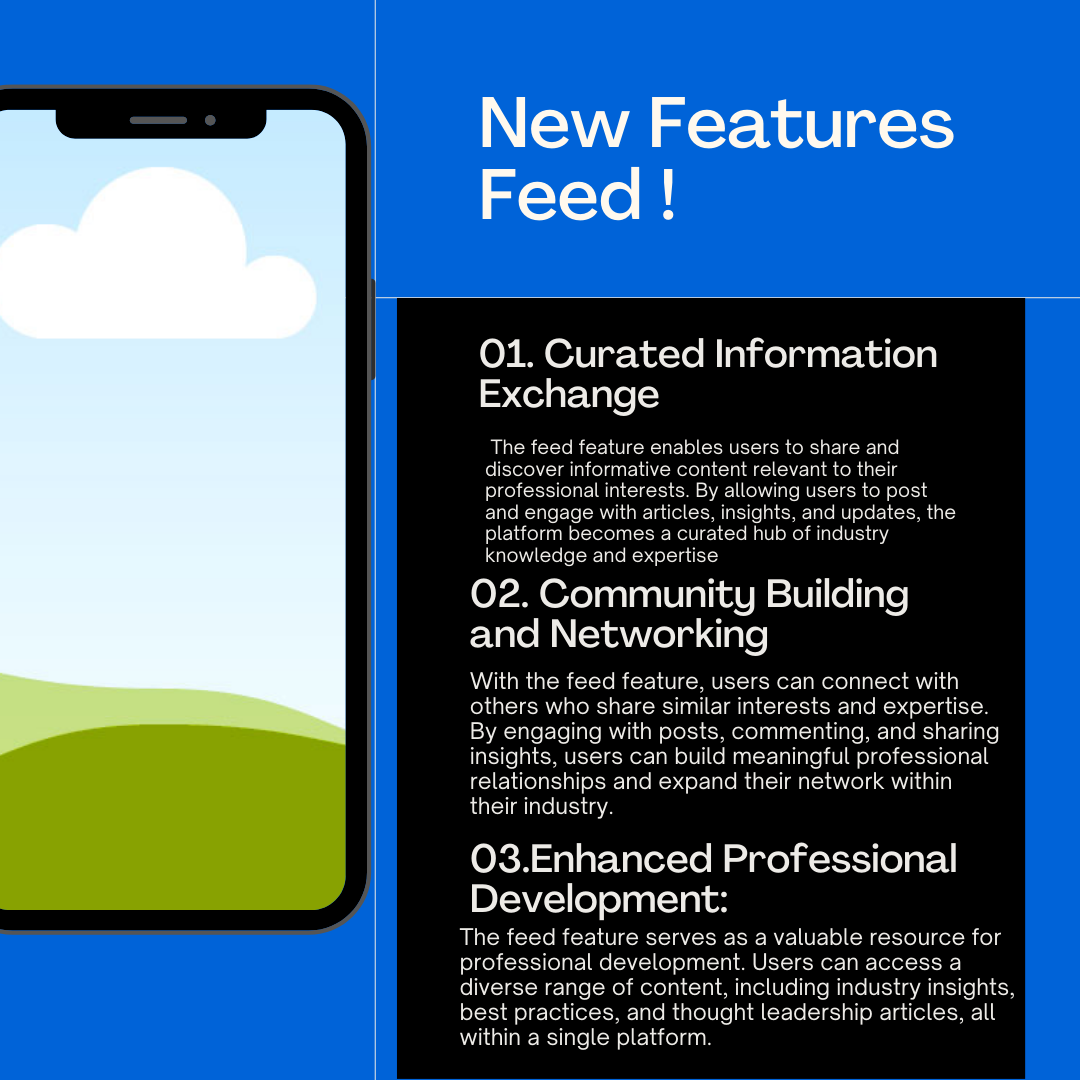 New Features
Feed !
01. Curated Information
Exchange
The feed feature enables users to share and
discover informative content relevant to their
professional interests. By allowing users to post
and engage with articles, insights, and updates, the
platform becomes a curated hub of industry
knowledge and expertise
02. Community Building
and Networking
With the feed feature, users can connect with
others who share similar interests and expertise.
By engaging with posts, commenting, and sharing
insights, users can build meaningful professional
relationships and expand their network within
their industry.
03.Enhanced Professional
Development:
The feed feature serves as a valuable resource for
professional development. Users can access a
diverse range of content, including industry insights,
best practices, and thought leadership articles, all
within a single platform.